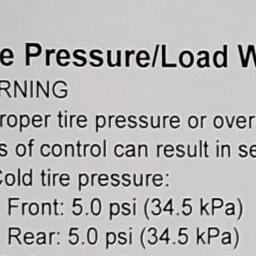 e Pressure/Load W
RNING
roper tire pressure or over
s of control can result in se
Cold tire pressure:
Front: 5.0 psi (34.5 kPa)
Rear: 5.0 psi (34.5 kPa)